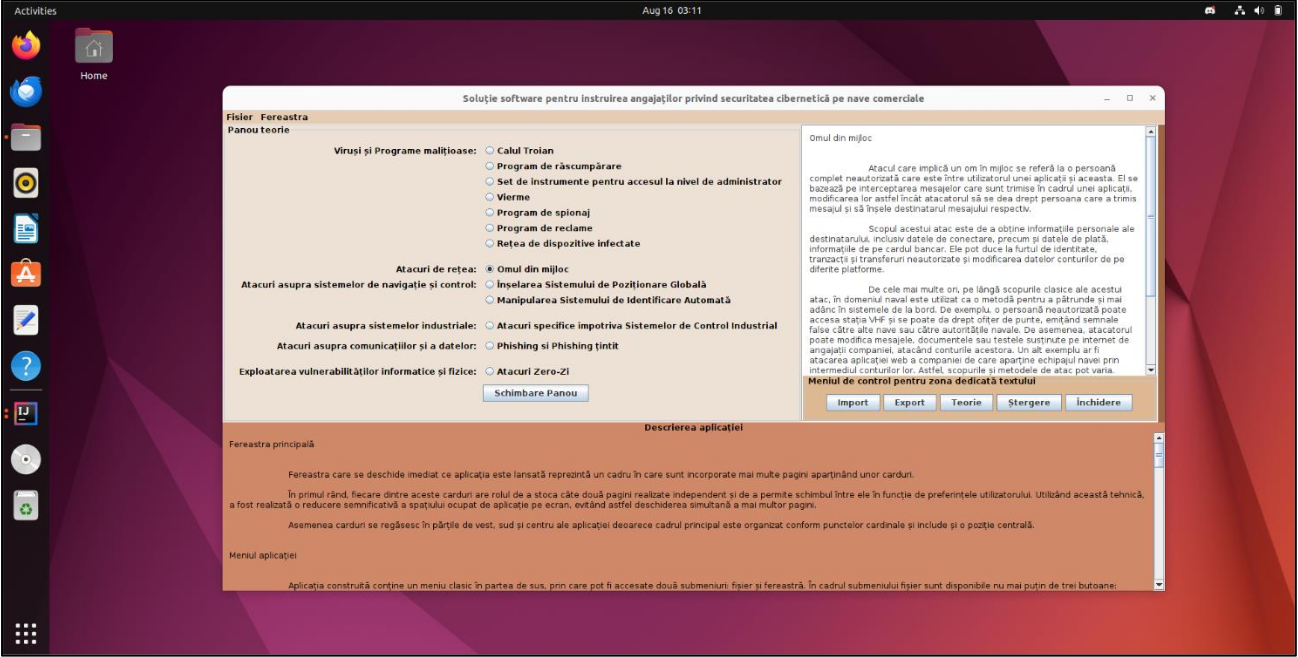 Activities
Aug 16 03:11
Home
Soluție software pentru instruirea angajaților privind securitatea cibernetică pe nave comerciale
Fisier Fereastra
Panou teorie
Viruși și Programe malițioase: Calul Troian
Program de răscumpărare
Set de instrumente pentru accesul la nivel de administrator
Vierme
Program de spionaj
Program de reclame
Rețea de dispozitive infectate
Atacuri de rețea: Omul din mijloc
Atacuri asupra sistemelor de navigație și control: Înșelarea Sistemului de Poziționare Globală
Manipularea Sistemului de Identificare Automată
Atacuri asupra sistemelor industriale: Atacuri specifice impotriva Sistemelor de Control Industrial
Atacuri asupra comunicațiilor și a datelor: Phishing si Phishing țintit
Exploatarea vulnerabilităților informatice și fizice: Atacuri Zero-Zi
Schimbare Panou
Omul din mijloc
Atacul care implică un om în mijloc se referă la o persoană
complet neautorizată care este între utilizatorul unei aplicații și aceasta. El se
bazează pe interceptarea mesajelor care sunt trimise în cadrul unei aplicații,
modificarea lor astfel încât atacatorul să se dea drept persoana care a trimis
mesajul și să înșele destinatarul mesajului respectiv.
Scopul acestui atac este de a obține informațiile personale ale
destinatarului, inclusiv datele de conectare, precum și datele de plată,
informațiile de pe cardul bancar. Ele pot duce la furtul de identitate,
tranzacții și transferuri neautorizate și modificarea datelor conturilor de pe
diferite platforme.
De cele mai multe ori, pe lângă scopurile clasice ale acestui
atac, în domeniul naval este utilizat ca o metodă pentru a pătrunde și mai
adânc în sistemele de la bord. De exemplu, o persoană neautorizată poate
accesa stația VHF și se poate da drept ofițer de punte, emițând semnale
false către alte nave sau către autoritățile navale. De asemenea, atacatorul
poate modifica mesajele, documentele sau testele susținute pe internet de
angajații companiei, atacând conturile acestora. Un alt exemplu ar fi
atacarea aplicației web a companiei de care aparține echipajul navei prin
intermediul conturilor lor. Astfel, scopurile și metodele de atac pot varia.
Meniul de control pentru zona dedicată textului
Import Export Teorie Ștergere Închidere
Descrierea aplicației
Fereastra principală
Fereastra care se deschide imediat ce aplicația este lansată reprezintă un cadru în care sunt incorporate mai multe pagini aparținând unor carduri.
În primul rând, fiecare dintre aceste carduri are rolul de a stoca câte două pagini realizate independent și de a permite schimbul între ele în funcție de preferințele utilizatorului. Utilizând această tehnică,
a fost realizată o reducere semnificativă a spațiului ocupat de aplicație pe ecran, evitând astfel deschiderea simultană a mai multor pagini.
Asemenea carduri se regăsesc în părțile de vest, sud și centru ale aplicației deoarece cadrul principal este organizat conform punctelor cardinale și include și o poziție centrală.
Meniul aplicației
Aplicația construită conține un meniu clasic în partea de sus, prin care pot fi accesate două submeniuri: fișier și fereastră. În cadrul submeniului fișier sunt disponibile nu mai puțin de trei butoane: